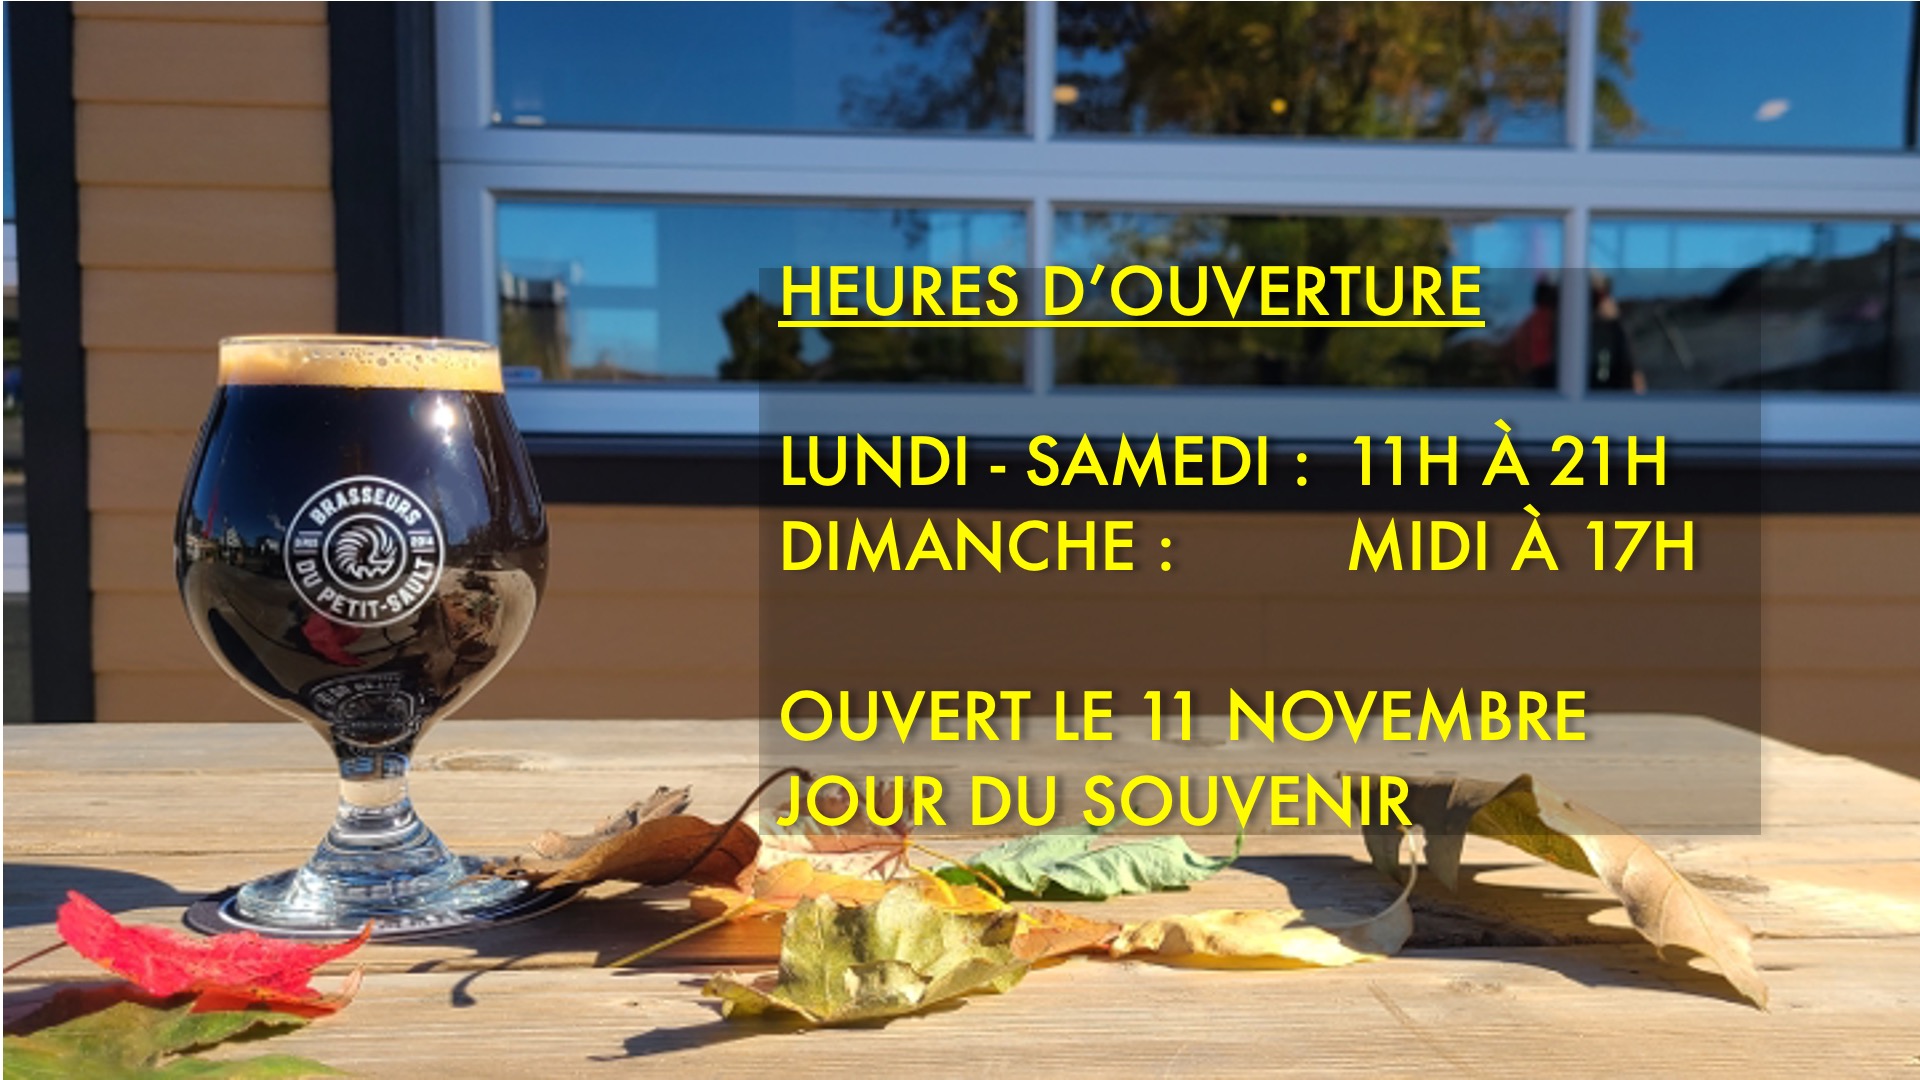 HEURES D’OUVERTURE
LUNDI - SAMEDI : 11H À 21H
DIMANCHE : MIDI À 17H
OUVERT LE 11 NOVEMBRE
JOUR DU SOUVENIR
BRASSEURS
2014
DU PETIT-SAULT